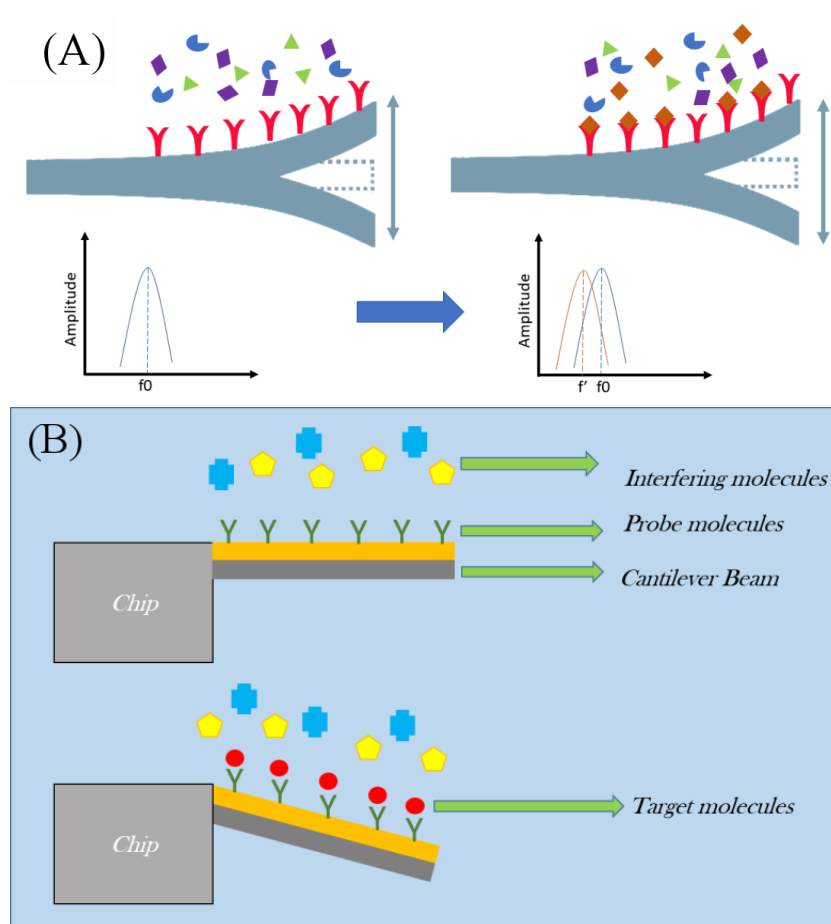 (A)
Amplitude
f0
Amplitude
f' f0
(B)
Interfering molecules
Probe molecules
Cantilever Beam
Chip
Chip
Target molecules